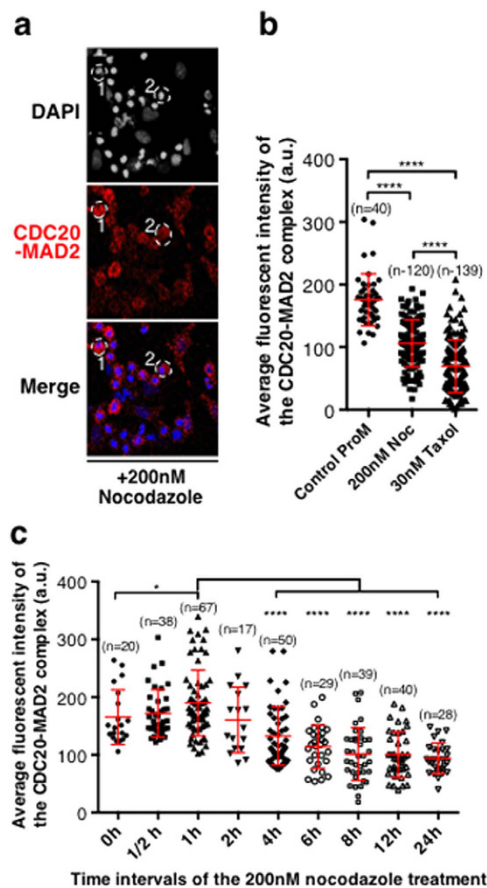 a
DAPI
1
2
CDC20
-MAD2
1
2
Merge
1
2
+200nM
Nocodazole
b
Average fluorescent intensity of
the CDC20-MAD2 complex (a.u.)
400
300
200
100
0
****
****
****
(n=40)
(n-120)
(n-139)
Control ProM
200nM Noc
30nM Taxol
c
Average fluorescent intensity of
the CDC20-MAD2 complex (a.u.)
400
300
200
100
0
*
**** **** **** **** ****
(n=20)
(n=38)
(n=67)
(n=17)
(n=50)
(n=29)
(n=39)
(n=40)
(n=28)
0h 1/2 h 1h 2h 4h 6h 8h 12h 24h
Time intervals of the 200nM nocodazole treatment